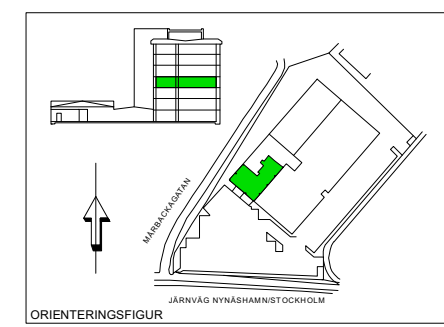 MÅRBACKAGATAN
JÄRNVÄG NYNÄSHAMN/STOCKHOLM
ORIENTERINGSFIGUR